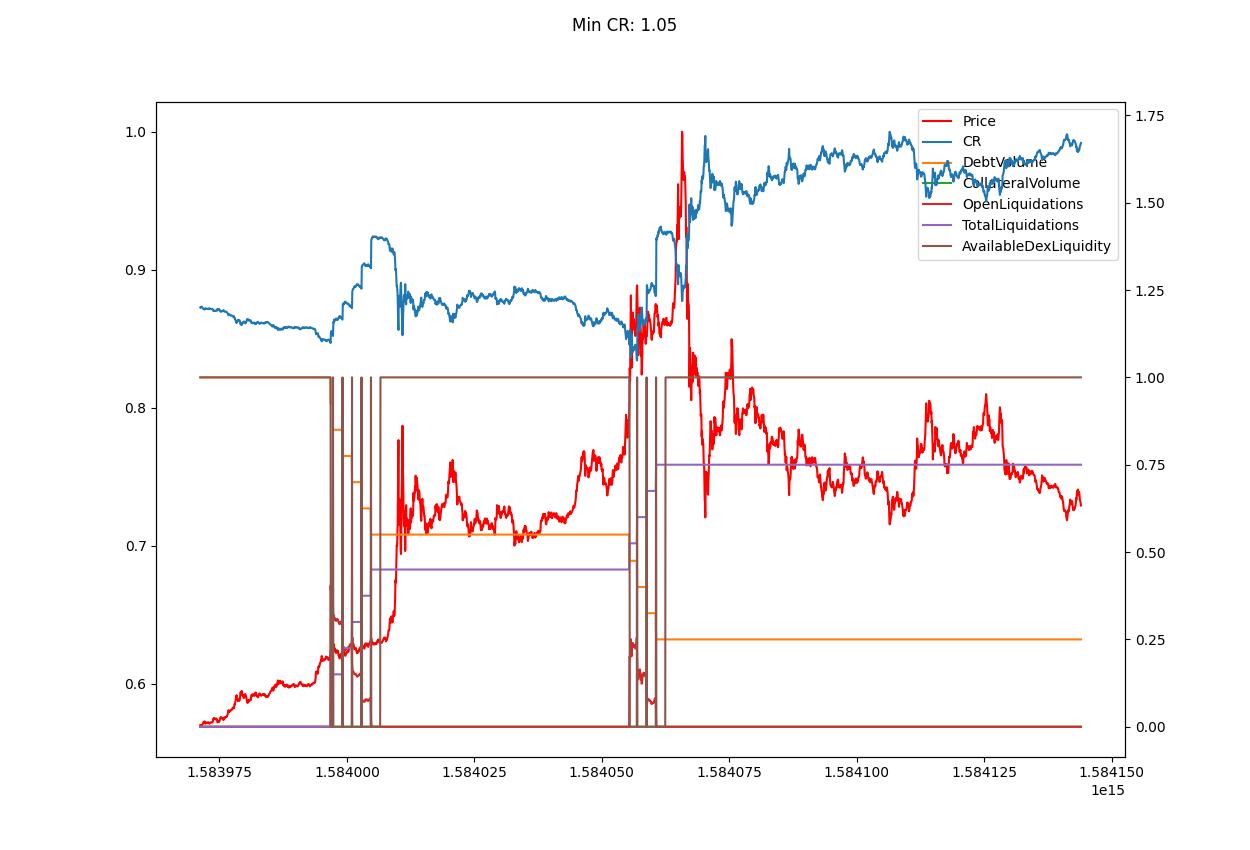 Min CR: 1.05
1.0
0.9
0.8
0.7
0.6
1.75
1.50
1.25
1.00
0.75
0.50
0.25
0.00
Price
CR
DebtVolume
CollateralVolume
OpenLiquidations
TotalLiquidations
AvailableDexLiquidity
1.583975 1.584000 1.584025 1.584050 1.584075 1.584100 1.584125 1.584150
1e15